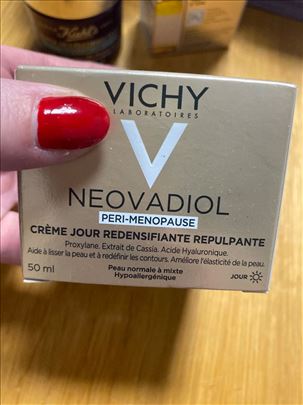 Kiehl's
VICHY
LABORATOIRES
V
NEOVADIOL
PERI-MENOPAUSE
CRÈME JOUR REDENSIFIANTE REPULPANTE
Proxylane. Extrait de Cassia. Acide Hyaluronique.
Aide à lisser la peau et à redéfinir les contours. Améliore l'élasticité de la peau.
50 ml
Peau normale à mixte
Hypoallergénique
JOUR